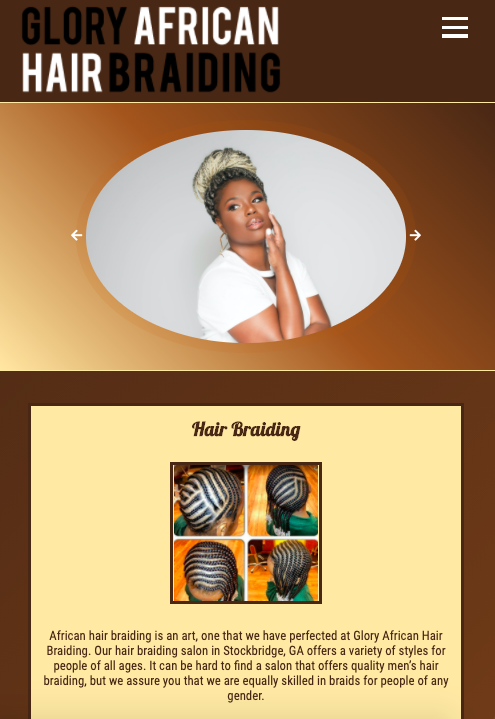 GLORY AFRICAN
HAIR BRAIDING
Hair Braiding
African hair braiding is an art, one that we have perfected at Glory African Hair
Braiding. Our hair braiding salon in Stockbridge, GA offers a variety of styles for
people of all ages. It can be hard to find a salon that offers quality men's hair
braiding, but we assure you that we are equally skilled in braids for people of any
gender.